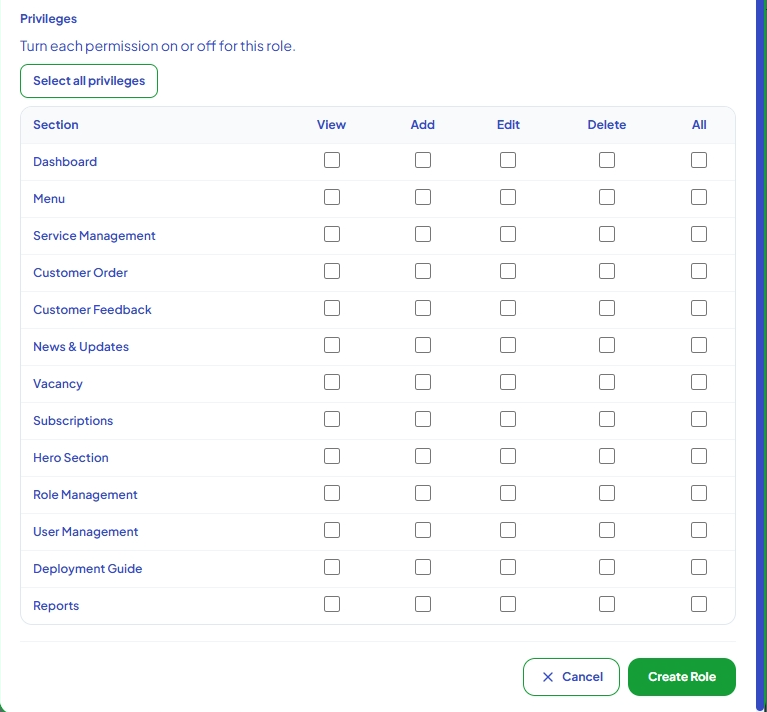 Privileges
Turn each permission on or off for this role.
Select all privileges
Section View Add Edit Delete All
Dashboard
Menu
Service Management
Customer Order
Customer Feedback
News & Updates
Vacancy
Subscriptions
Hero Section
Role Management
User Management
Deployment Guide
Reports
Cancel Create Role